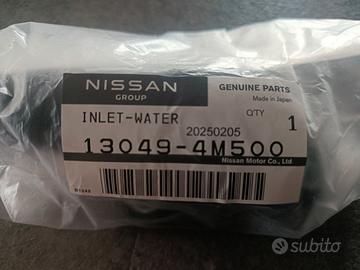 NISSAN
GROUP
GENUINE PARTS
Made in Japan
INLET-WATER
Q'TY
1
20250205
13049-4M500
Nissan Motor Co., Ltd
subito